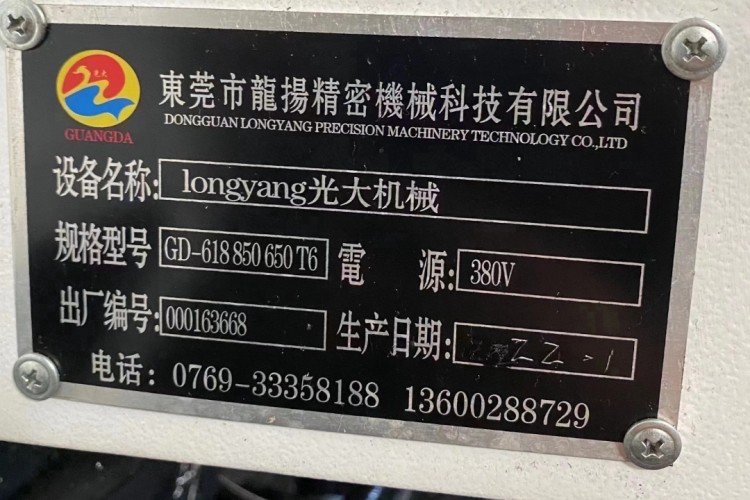 東莞市龍揚精密機械科技有限公司
GUANGDA
DONGGUAN LONGYANG PRECISION MACHINERY TECHNOLOGY CO.,LTD
设备名称: longyang光大机械
规格型号 GD-618 850 650 T6 電 源: 380V
出厂编号: 000163668 生产日期: 22-1
电话: 0769-33358188 13600288729